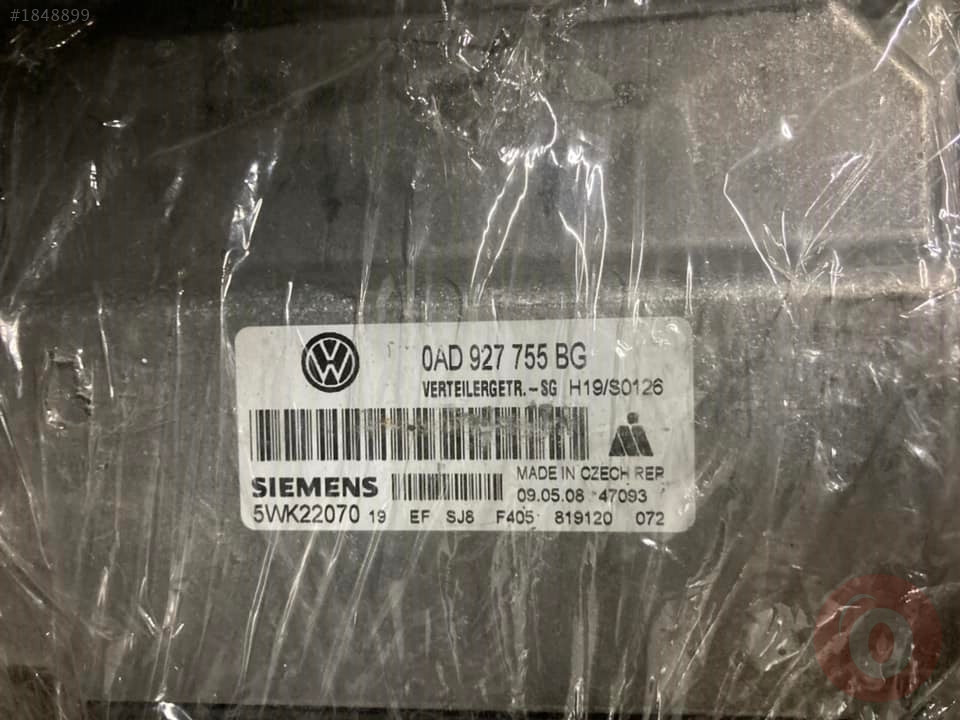 #1848899
VW
0AD 927 755 BG
VERTEILERGETR.-SG H19/S0126
MADE IN CZECH REP
SIEMENS 09.05.08 47093
5WK22070 19 EF SJ8 F405 819120 072